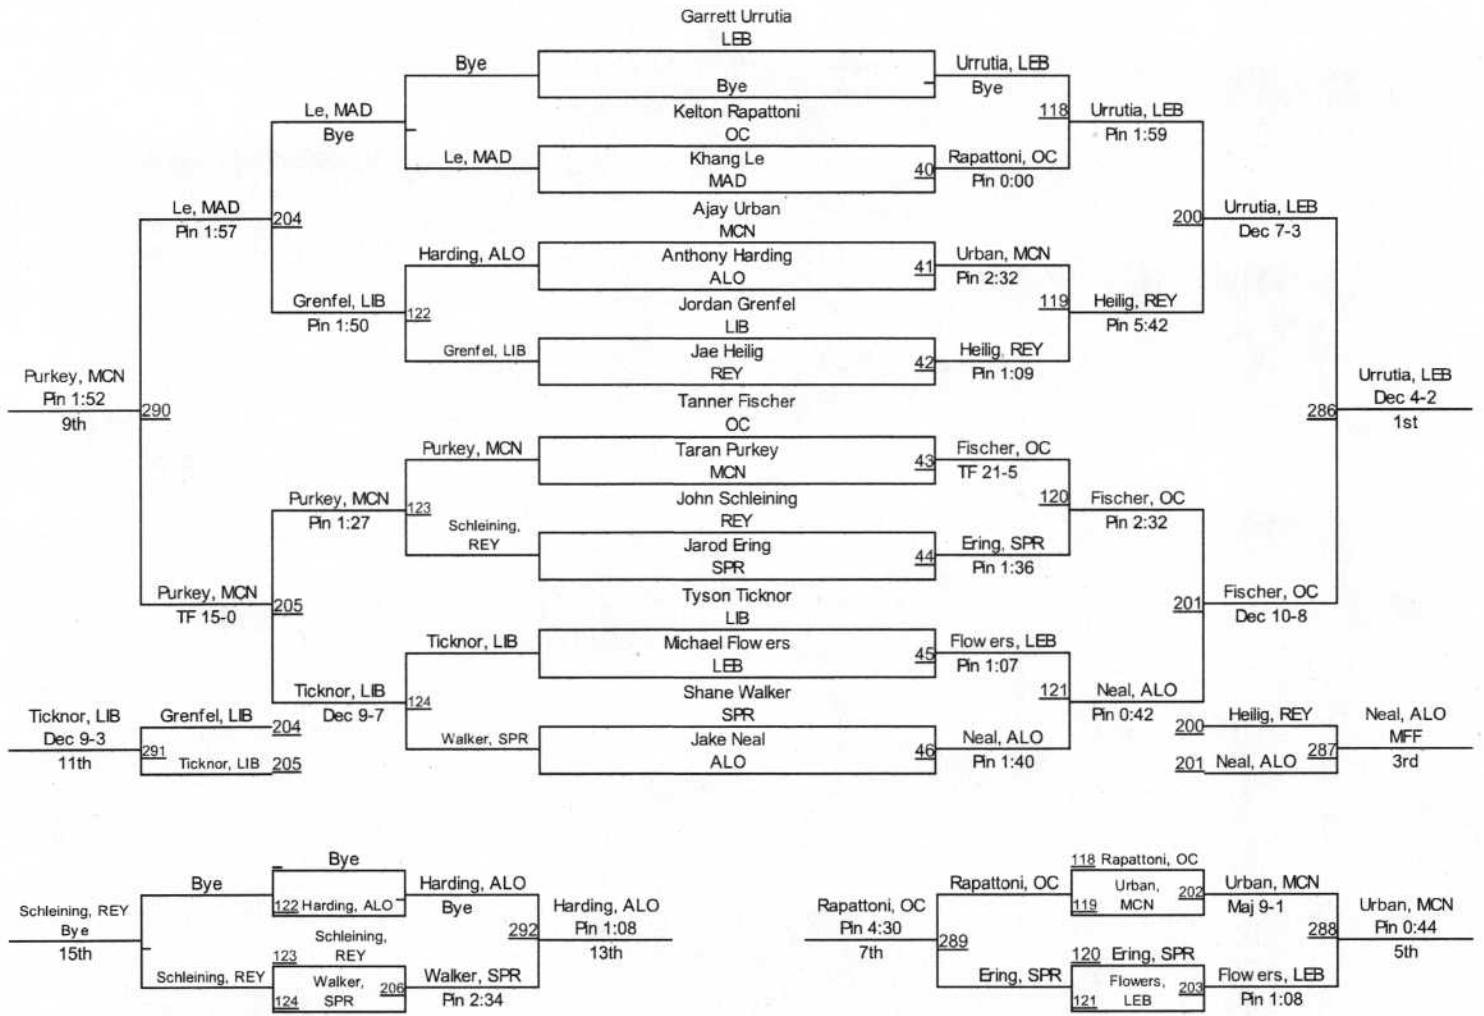 Garrett Urrutia
LEB
Bye
Urrutia, LEB
Bye
Bye
Le, MAD
Bye
Kelton Rapattoni
OC
118
Urrutia, LEB
Pin 1:59
Le, MAD
Khang Le
MAD
40
Rapattoni, OC
Pin 0:00
Le, MAD
Pin 1:57
204
Ajay Urban
MCN
200
Urrutia, LEB
Dec 7-3
Harding, ALO
Anthony Harding
ALO
41
Urban, MCN
Pin 2:32
Grenfel, LIB
Pin 1:50
122
Jordan Grenfel
LIB
119
Heilig, REY
Pin 5:42
Grenfel, LIB
Jae Heilig
REY
42
Heilig, REY
Pin 1:09
Purkey, MCN
Pin 1:52
9th
290
Tanner Fischer
OC
286
Urrutia, LEB
Dec 4-2
1st
Purkey, MCN
Taran Purkey
MCN
43
Fischer, OC
TF 21-5
Purkey, MCN
Pin 1:27
123
John Schleining
REY
120
Fischer, OC
Pin 2:32
Schleining,
REY
Jarod Ering
SPR
44
Ering, SPR
Pin 1:36
Purkey, MCN
TF 15-0
205
Tyson Ticknor
LIB
201
Fischer, OC
Dec 10-8
Ticknor, LIB
Michael Flowers
LEB
45
Flowers, LEB
Pin 1:07
Ticknor, LIB
Dec 9-7
124
Shane Walker
SPR
121
Neal, ALO
Pin 0:42
Walker, SPR
Jake Neal
ALO
46
Neal, ALO
Pin 1:40
Ticknor, LIB
Dec 9-3
11th
291
Grenfel, LIB
204
Ticknor, LIB
205
200
Heilig, REY
201
Neal, ALO
287
Neal, ALO
MFF
3rd
Bye
Bye
122
Harding, ALO
Harding, ALO
Bye
Schleining, REY
Bye
15th
123
Schleining,
REY
292
Harding, ALO
Pin 1:08
13th
Schleining, REY
124
Walker,
SPR
206
Walker, SPR
Pin 2:34
118
Rapattoni, OC
Rapattoni, OC
119
Urban,
MCN
202
Urban, MCN
Maj 9-1
Rapattoni, OC
Pin 4:30
7th
289
120
Ering, SPR
288
Urban, MCN
Pin 0:44
5th
Ering, SPR
121
Flowers,
LEB
203
Flowers, LEB
Pin 1:08